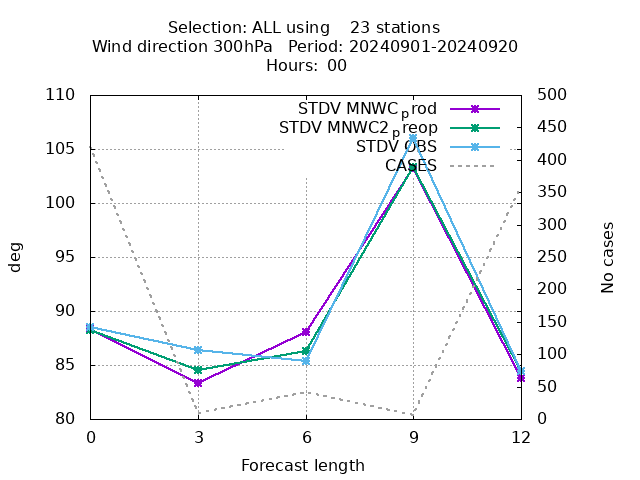 Selection: ALL using    23 stations
Wind direction 300hPa   Period: 20240901-20240920
Hours: 00
STDV MNWC_prod
STDV MNWC2_preop
STDV OBS
CASES
110
105
100
95
90
85
80
deg
500
450
400
350
300
250
200
150
100
50
0
No cases
0 3 6 9 12
Forecast length